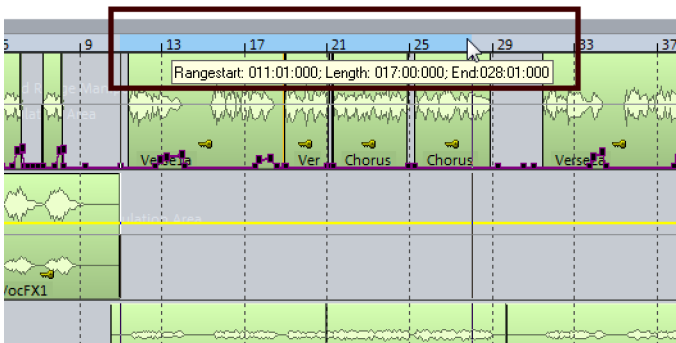 5 9 13 17 21 25 29 33 37
Rangestart: 011:01:000; Length: 017:00:000; End:028:01:000
Ver Chorus Chorus
VocFX1